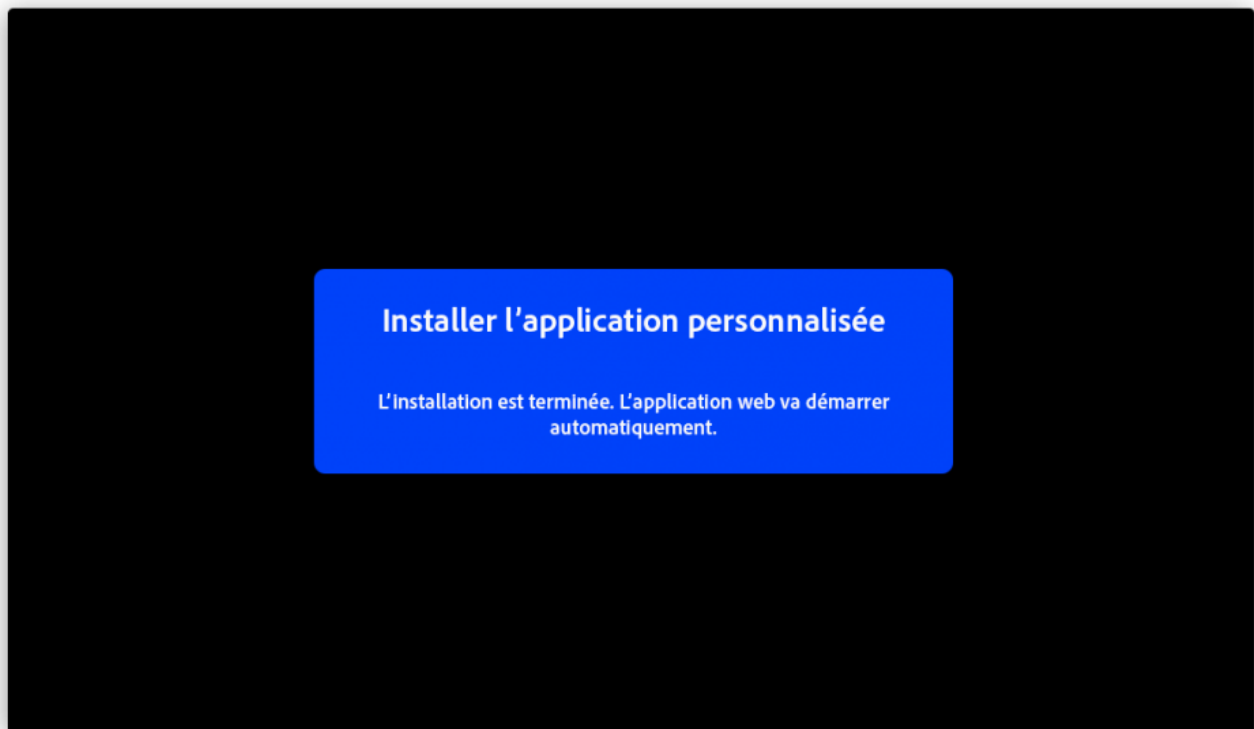 Installer l’application personnalisée
L’installation est terminée. L’application web va démarrer
automatiquement.